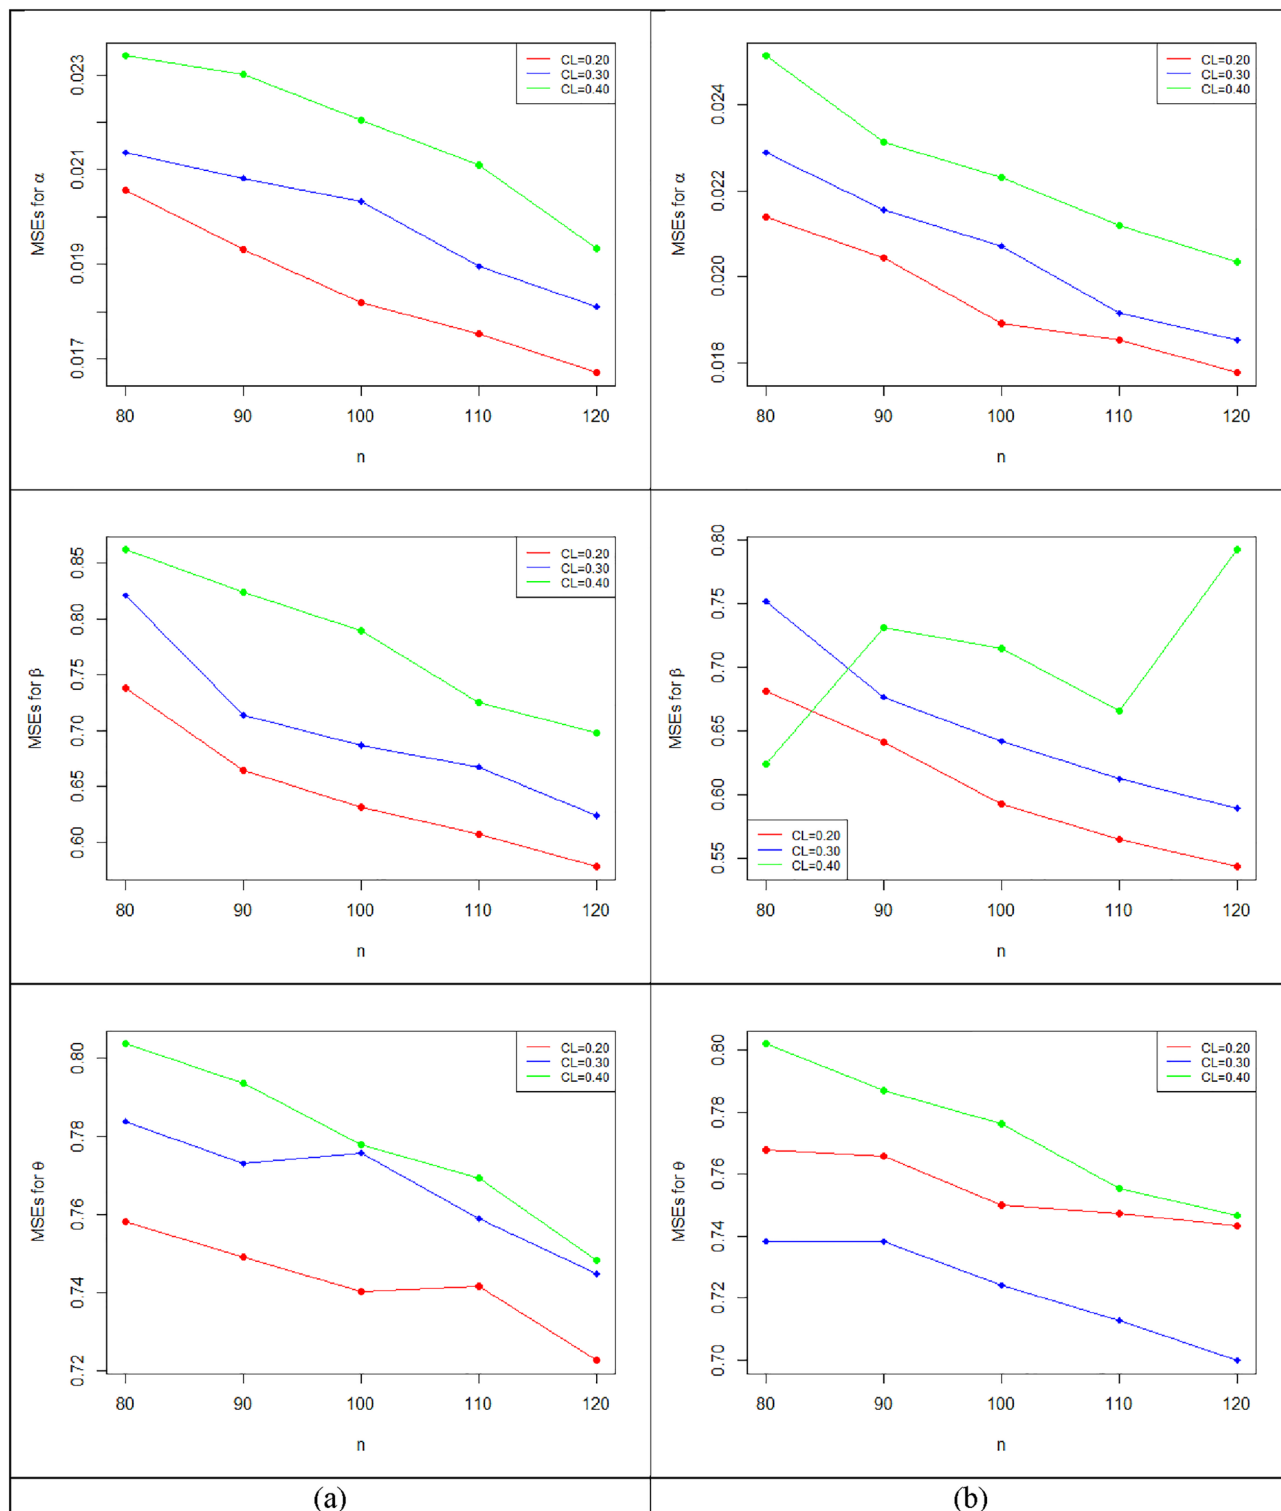 0.023
0.021
0.019
0.017
MSEs for α
CL=0.20
CL=0.30
CL=0.40
80 90 100 110 120
n
0.024
0.022
0.020
0.018
MSEs for α
CL=0.20
CL=0.30
CL=0.40
80 90 100 110 120
n
0.85
0.80
0.75
0.70
0.65
0.60
MSEs for β
CL=0.20
CL=0.30
CL=0.40
80 90 100 110 120
n
0.80
0.75
0.70
0.65
0.60
0.55
MSEs for β
CL=0.20
CL=0.30
CL=0.40
80 90 100 110 120
n
0.80
0.78
0.76
0.74
0.72
MSEs for θ
CL=0.20
CL=0.30
CL=0.40
80 90 100 110 120
n
0.80
0.78
0.76
0.74
0.72
0.70
MSEs for θ
CL=0.20
CL=0.30
CL=0.40
80 90 100 110 120
n
(a)
(b)